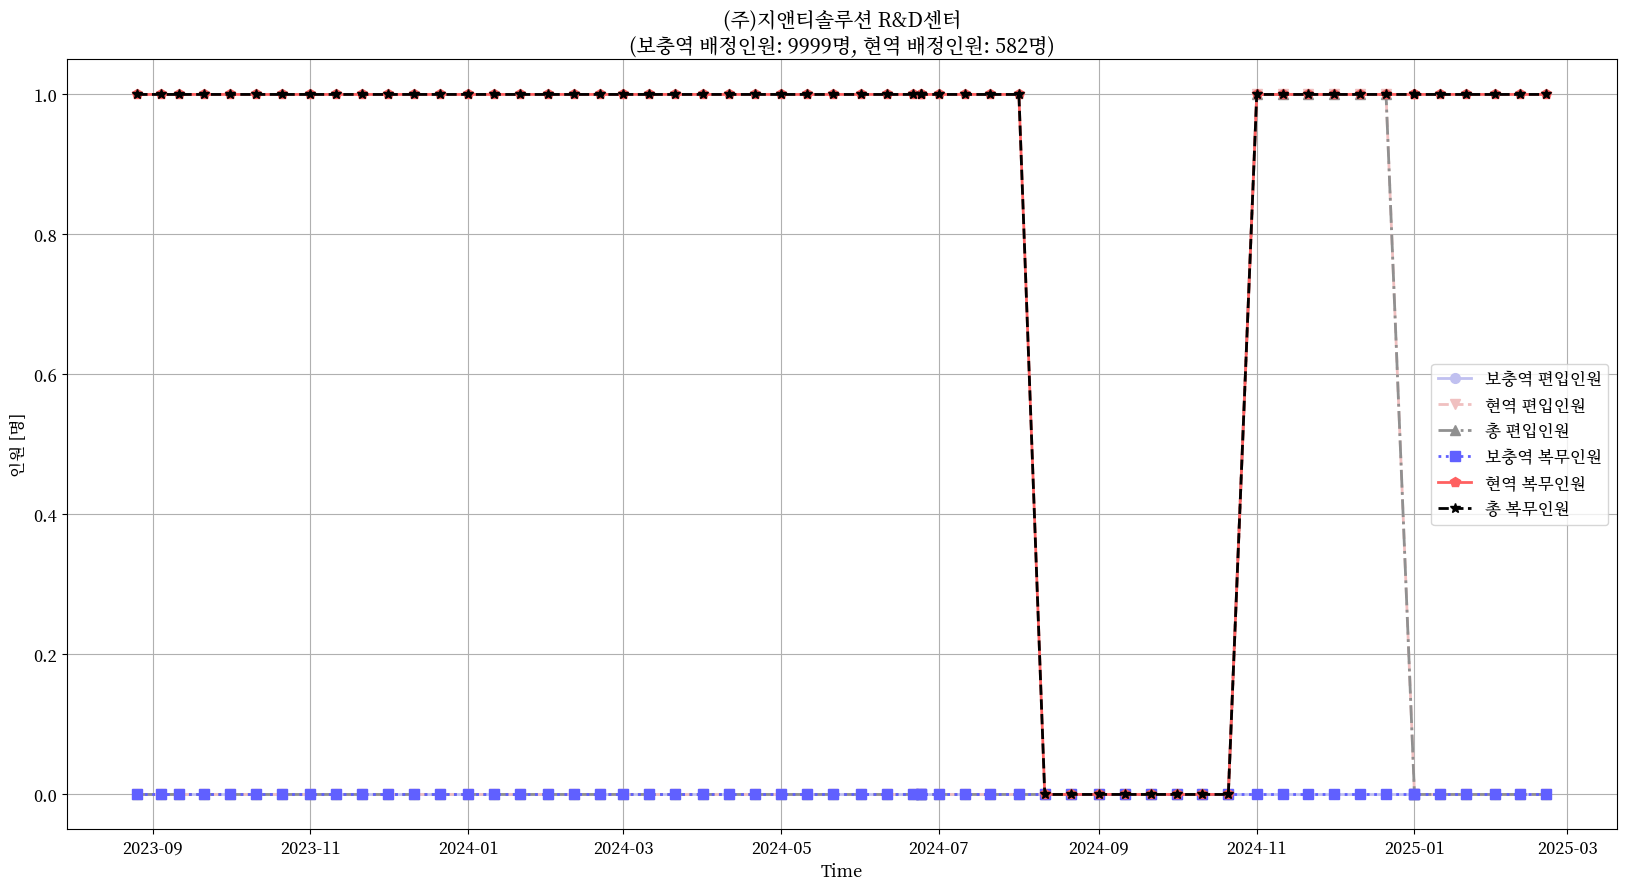 (주)지앤티솔루션 R&D센터
(보충역 배정인원: 9999명, 현역 배정인원: 582명)
인원 [명]
1.0
0.8
0.6
0.4
0.2
0.0
보충역 편입인원
현역 편입인원
총 편입인원
보충역 복무인원
현역 복무인원
총 복무인원
2023-09 2023-11 2024-01 2024-03 2024-05 2024-07 2024-09 2024-11 2025-01 2025-03
Time